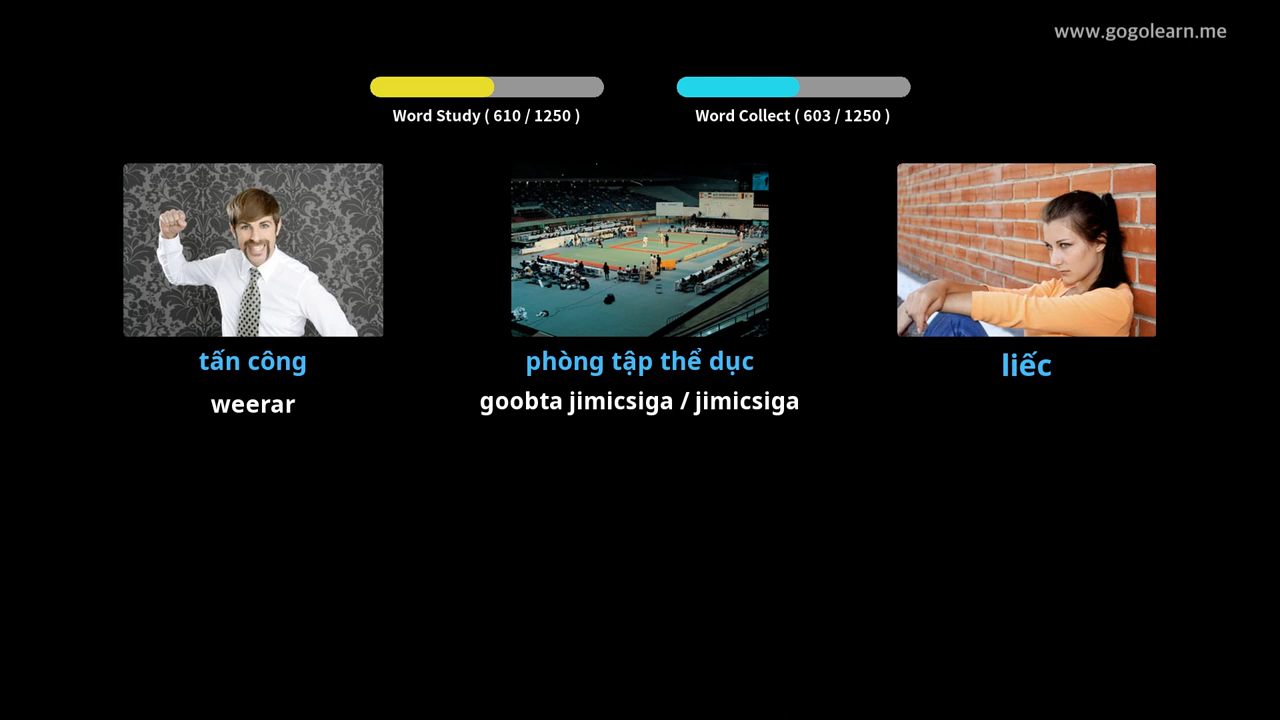 www.gogolearn.me
Word Study ( 610 / 1250 )
Word Collect ( 603 / 1250 )
tấn công
phòng tập thể dục
liếc
weerar
goobta jimicsiga / jimicsiga